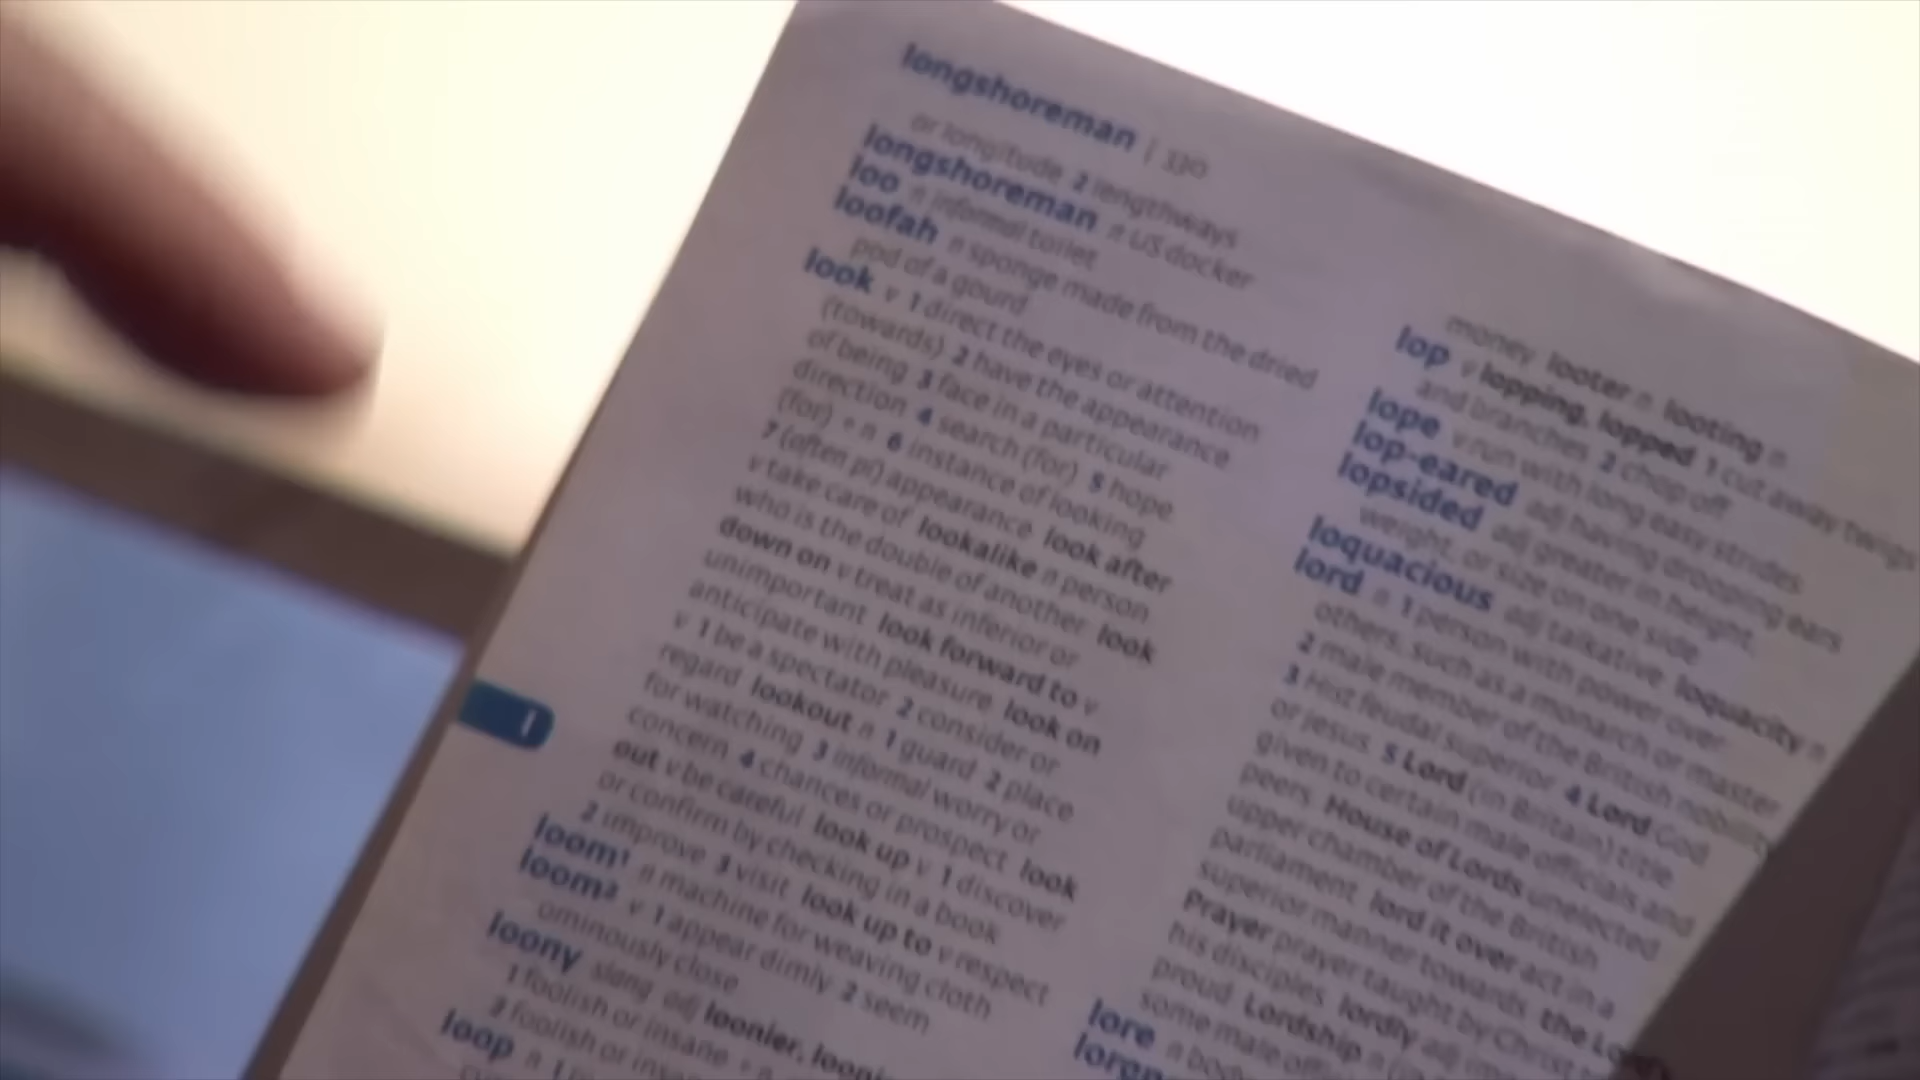 longshoreman | 330
or longitude 2 lengthways
longshoreman n US docker
loo n informal toilet
loofah n sponge made from the dried
pod of a gourd
look v 1 direct the eyes or attention
(towards) 2 have the appearance
of being 3 face in a particular
direction 4 search (for) 5 hope
(for) n 6 instance of looking
7 (often pl) appearance look after
v take care of lookalike n person
who is the double of another look
down on v treat as inferior or
unimportant look forward to v
anticipate with pleasure look on
v 1 be a spectator 2 consider or
regard lookout n 1 guard 2 place
for watching 3 informal worry or
concern 4 chances or prospect look
out v be careful look up v 1 discover
or confirm by checking in a book
2 improve 3 visit look up to v respect
loom¹ n machine for weaving cloth
loom² v 1 appear dimly 2 seem
ominously close
loony slang adj loonier,
1 foolish or insane n
2 foolish or
loop n 1
l
money looter n looting n
lop v lopping, lopped 1 cut away twigs
and branches 2 chop off
lope v run with long easy strides
lop-eared adj having drooping ears
lopsided adj greater in height,
weight, or size on one side
loquacious adj talkative loquacity n
lord n 1 person with power over
others, such as a monarch or master
2 male member of the British nobility
3 Hist feudal superior 4 Lord God
or Jesus 5 Lord (in Britain) title
given to certain male officials and
peers House of Lords unelected
upper chamber of the British
parliament lord it over act in a
superior manner towards the
Prayer prayer taught by Christ
his disciples lordly adj
proud Lordship n
some male
lore n